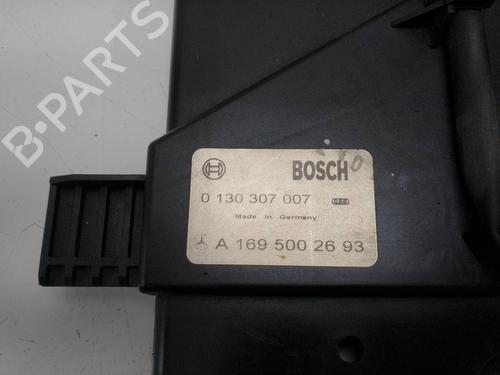 B-PARTS
BOSCH
0 130 307 007
Made in Germany
A 169 500 26 93